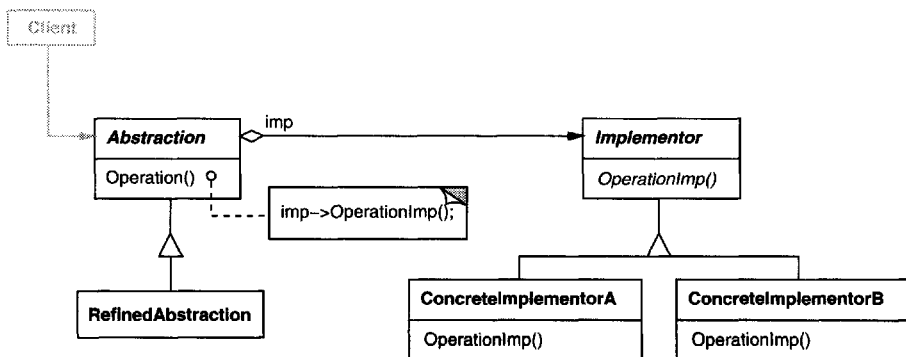 Client
imp
Abstraction
Implementor
Operation()
OperationImp()
imp->OperationImp();
RefinedAbstraction
ConcreteImplementorA
ConcreteImplementorB
OperationImp()
OperationImp()